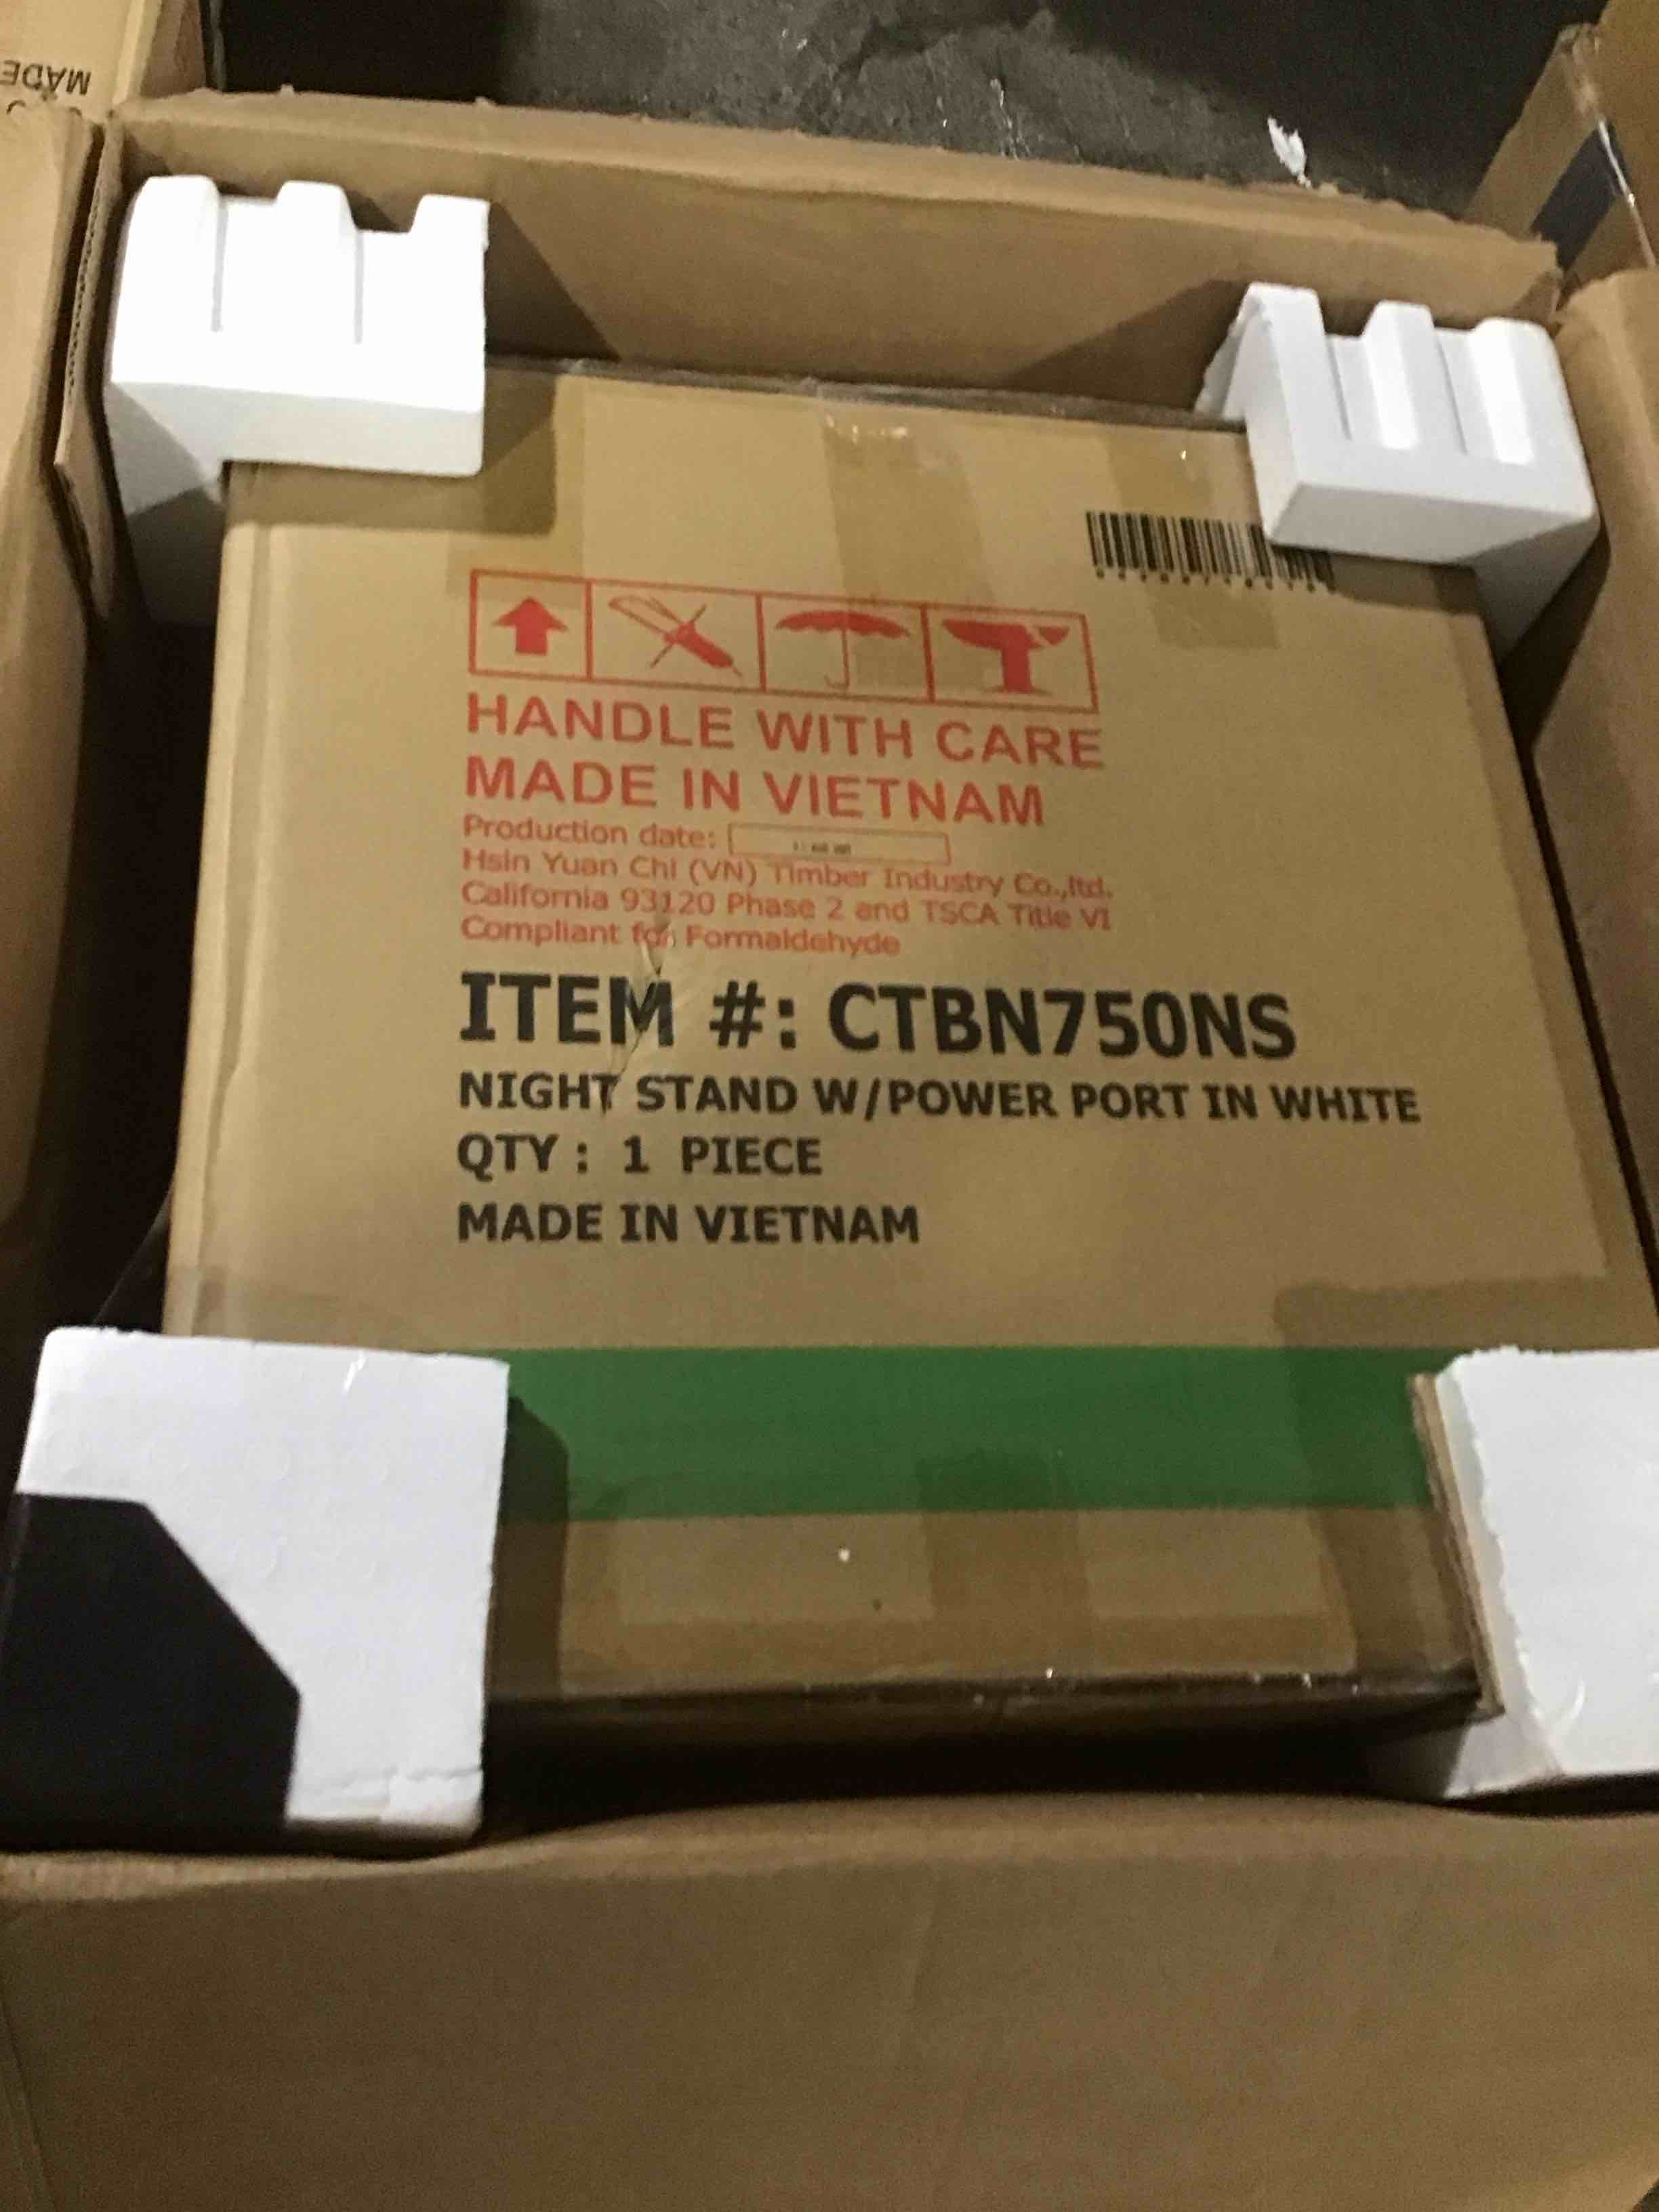 MADE
HANDLE WITH CARE
MADE IN VIETNAM
Production date:
Hsin Yuan Chi (VN) Timber Industry Co.,ltd.
California 93120 Phase 2 and TSCA Title VI
Compliant for Formaldehyde
ITEM #: CTBN750NS
NIGHT STAND W/POWER PORT IN WHITE
QTY : 1 PIECE
MADE IN VIETNAM